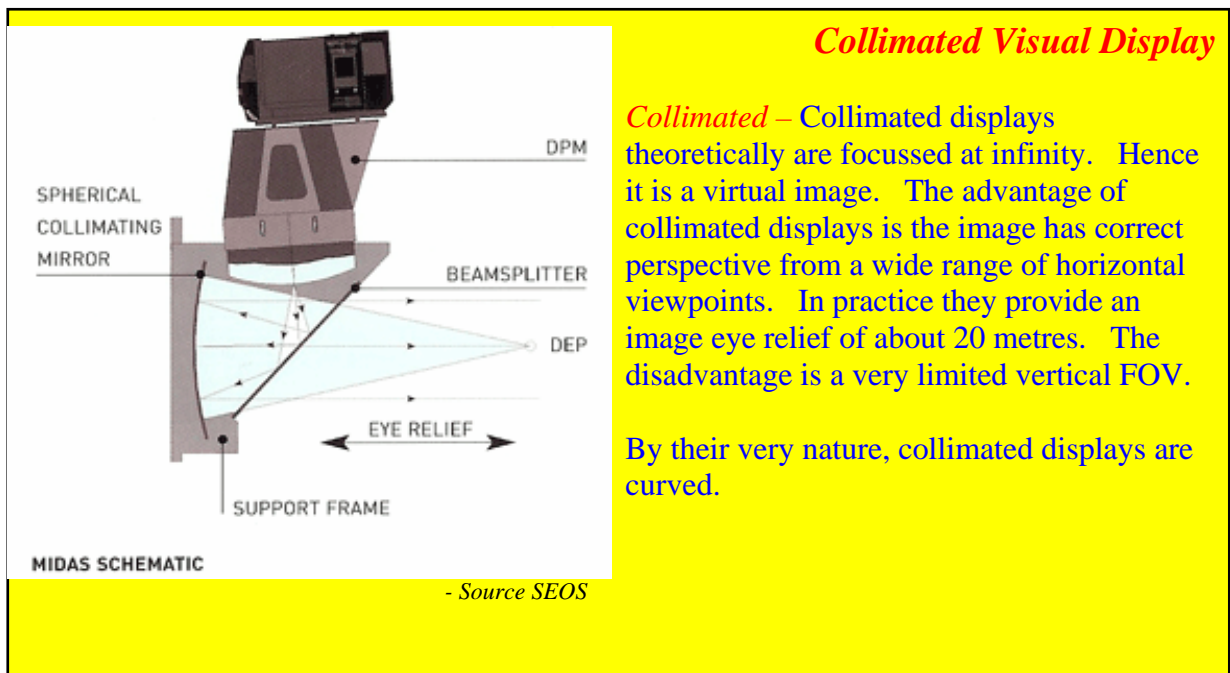 Collimated Visual Display
DPM
SPHERICAL
COLLIMATING
MIRROR
BEAMSPLITTER
DEP
EYE RELIEF
SUPPORT FRAME
MIDAS SCHEMATIC
- Source SEOS
Collimated – Collimated displays
theoretically are focussed at infinity. Hence
it is a virtual image. The advantage of
collimated displays is the image has correct
perspective from a wide range of horizontal
viewpoints. In practice they provide an
image eye relief of about 20 metres. The
disadvantage is a very limited vertical FOV.
By their very nature, collimated displays are
curved.